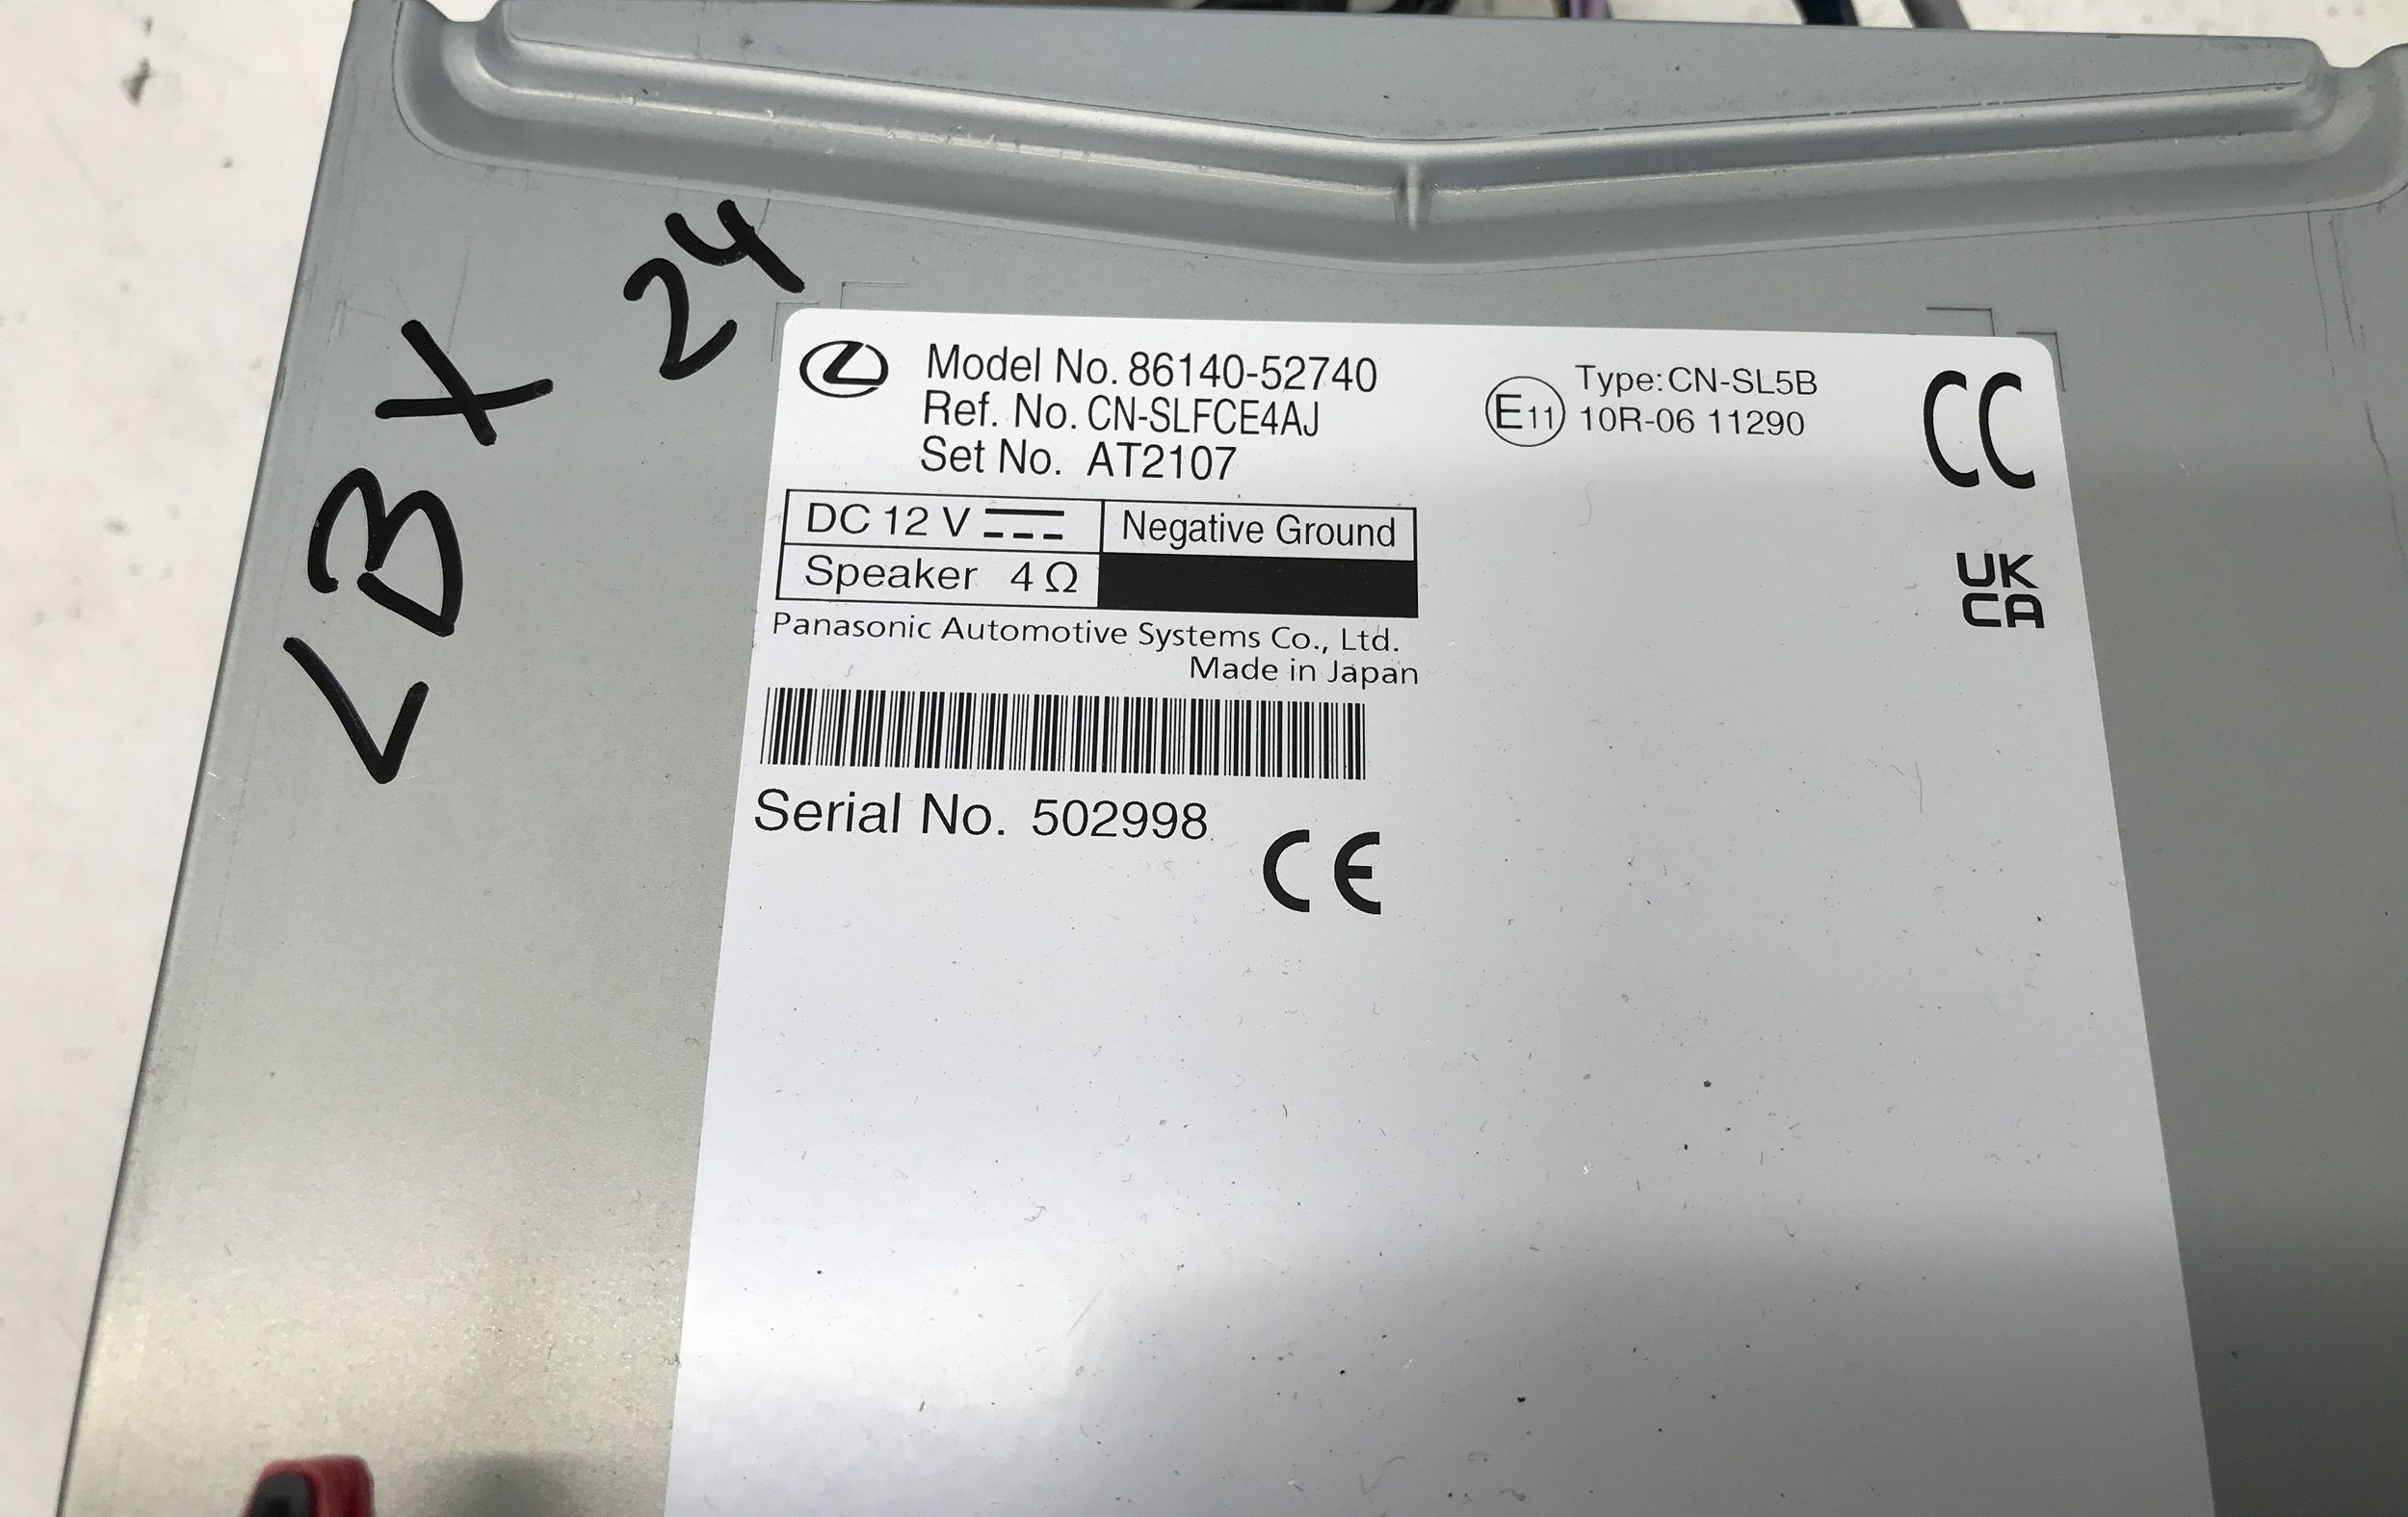 LBX 24
Model No. 86140-52740
Ref. No. CN-SLFCE4AJ
Set No. AT2107
E11
Type:CN-SL5B
10R-06 11290
CC
UK
CA
DC 12 V
Negative Ground
Speaker 4 Ω
Panasonic Automotive Systems Co., Ltd.
Made in Japan
Serial No. 502998
CE